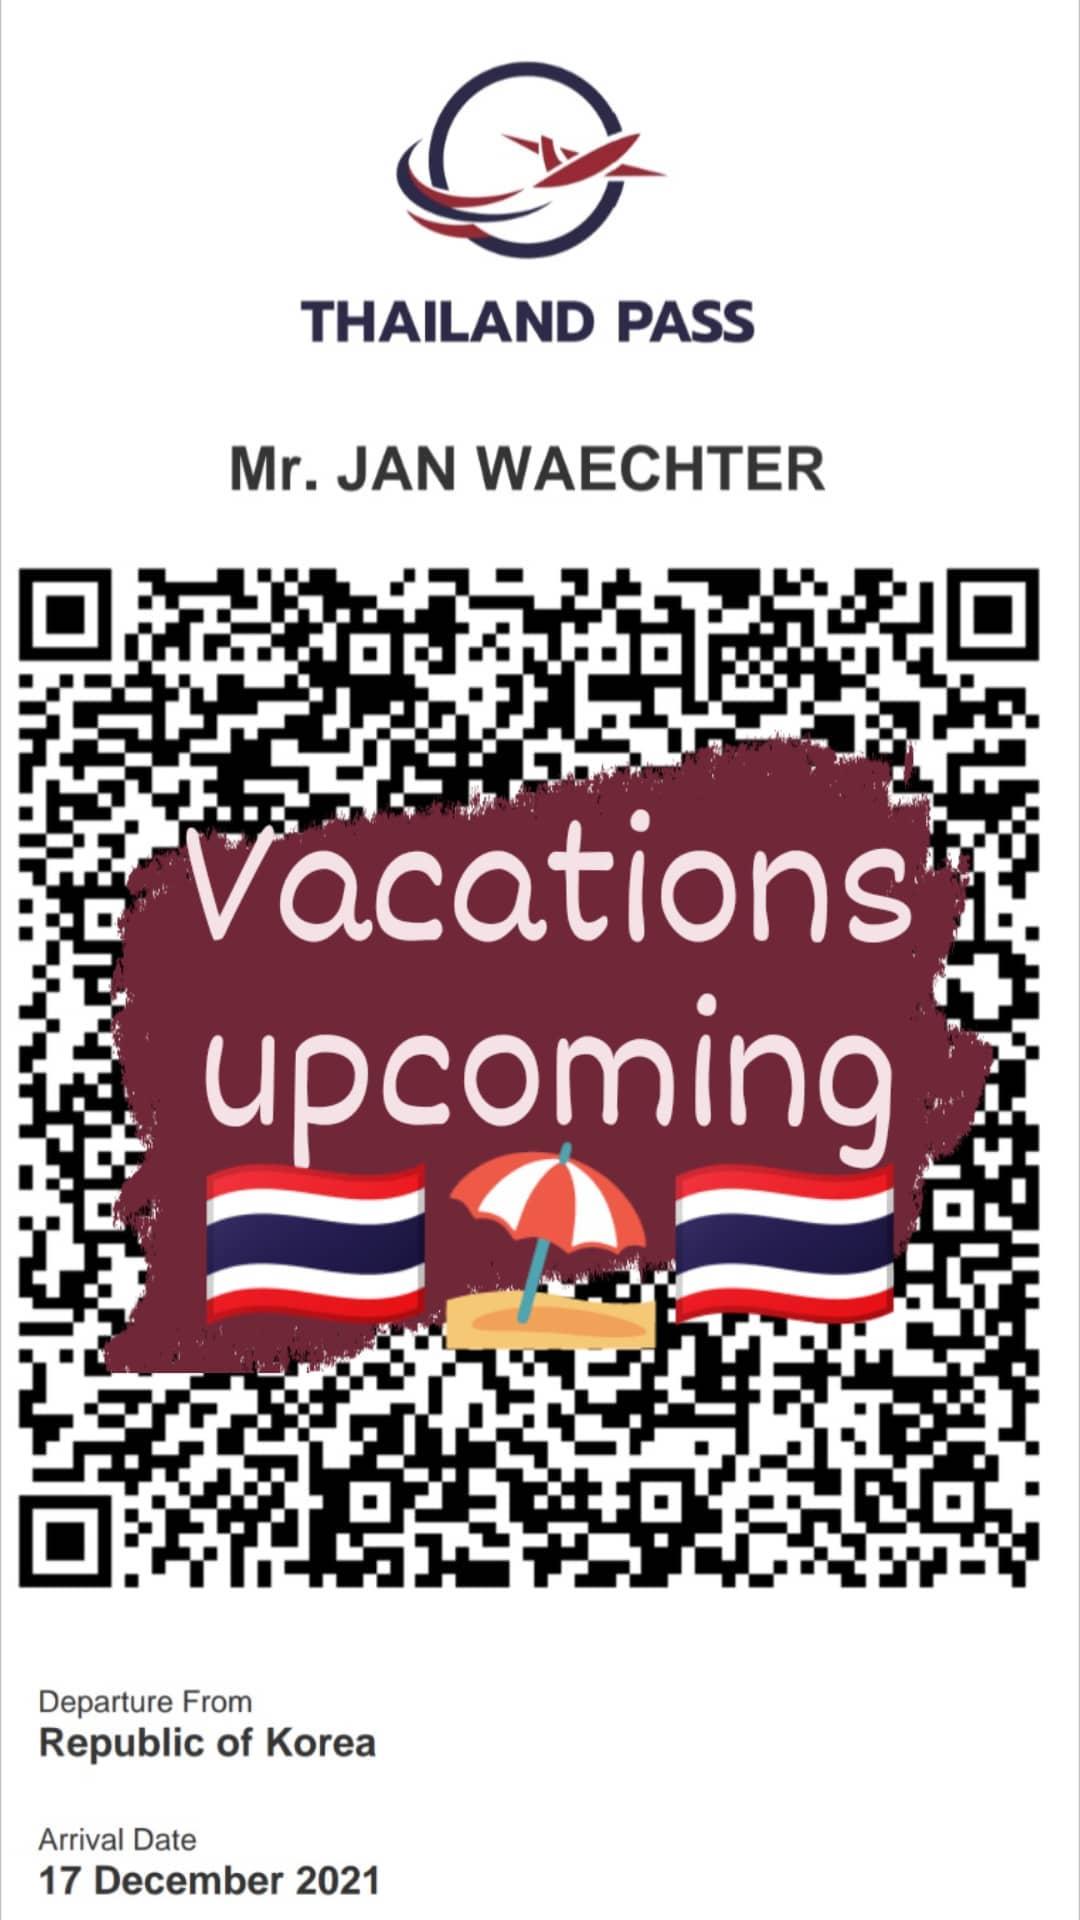 THAILAND PASS
Mr. JAN WAECHTER
Vacations
upcoming
Departure From
Republic of Korea
Arrival Date
17 December 2021